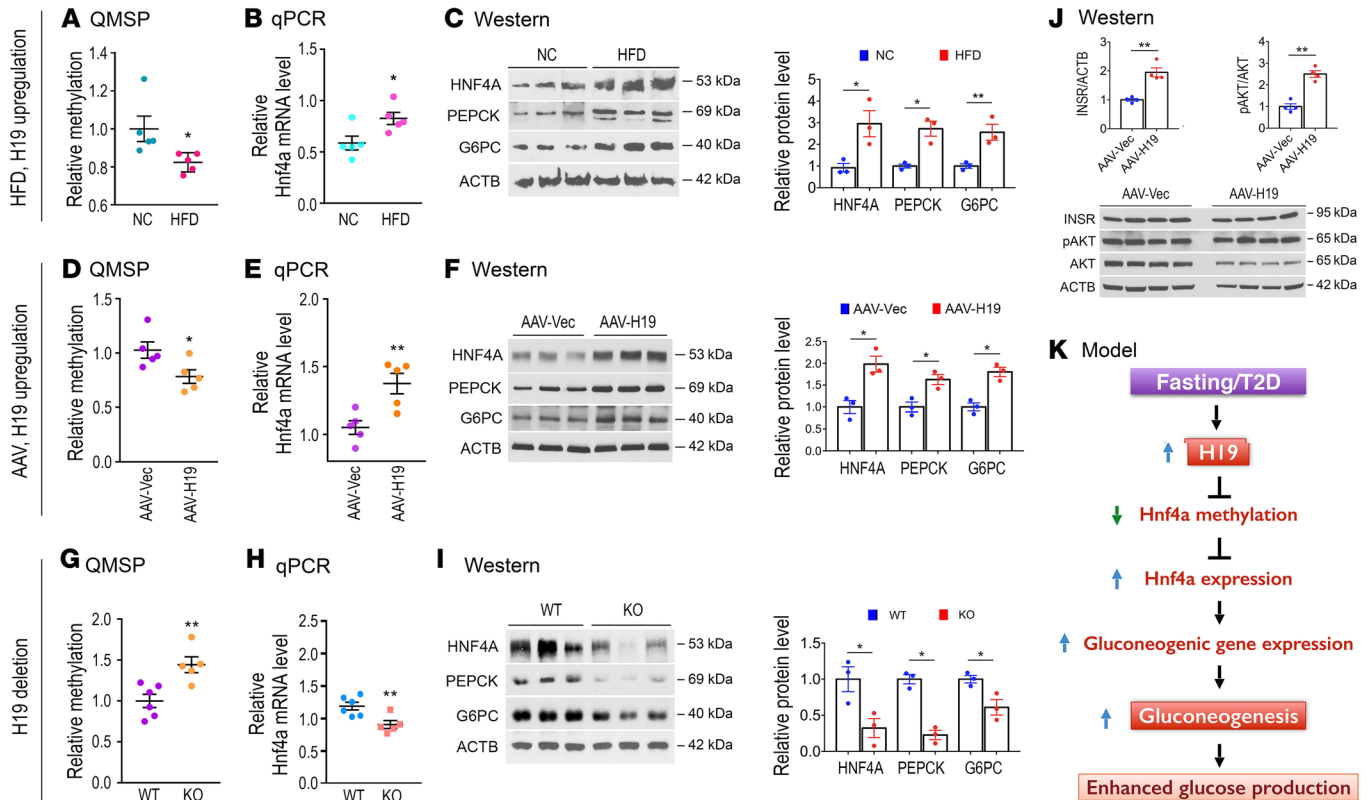 HFD, H19 upregulation
A QMSP
Relative methylation
1.4
1.2
1.0
0.8
0.6
*
NC HFD
B qPCR
Relative
Hnf4a mRNA level
1.5
1.0
0.5
0.0
*
NC HFD
C Western
NC HFD
HNF4A 53 kDa
PEPCK 69 kDa
G6PC 40 kDa
ACTB 42 kDa
NC HFD
Relative protein level
5
4
3
2
1
0
* * **
HNF4A PEPCK G6PC
AAV, H19 upregulation
D QMSP
Relative methylation
1.5
1.0
0.5
0.0
*
AAV-Vec AAV-H19
E qPCR
Relative
Hnf4a mRNA level
2.0
1.5
1.0
**
AAV-Vec AAV-H19
F Western
AAV-Vec AAV-H19
HNF4A 53 kDa
PEPCK 69 kDa
G6PC 40 kDa
ACTB 42 kDa
AAV-Vec AAV-H19
Relative protein level
2.5
2.0
1.5
1.0
0.5
0.0
* * *
HNF4A PEPCK G6PC
H19 deletion
G QMSP
Relative methylation
2.0
1.5
1.0
0.5
0.0
**
WT KO
H qPCR
Relative
Hnf4a mRNA level
2.5
2.0
1.5
1.0
0.5
0.0
**
WT KO
I Western
WT KO
HNF4A 53 kDa
PEPCK 69 kDa
G6PC 40 kDa
ACTB 42 kDa
WT KO
Relative protein level
1.5
1.0
0.5
0.0
* * *
HNF4A PEPCK G6PC
J Western
INSR/ACTB
3
2
1
0
**
AAV-Vec AAV-H19
pAKT/AKT
4
3
2
1
0
**
AAV-Vec AAV-H19
AAV-Vec AAV-H19
INSR 95 kDa
pAKT 65 kDa
AKT 65 kDa
ACTB 42 kDa
K Model
Fasting/T2D
H19
Hnf4a methylation
Hnf4a expression
Gluconeogenic gene expression
Gluconeogenesis
Enhanced glucose production